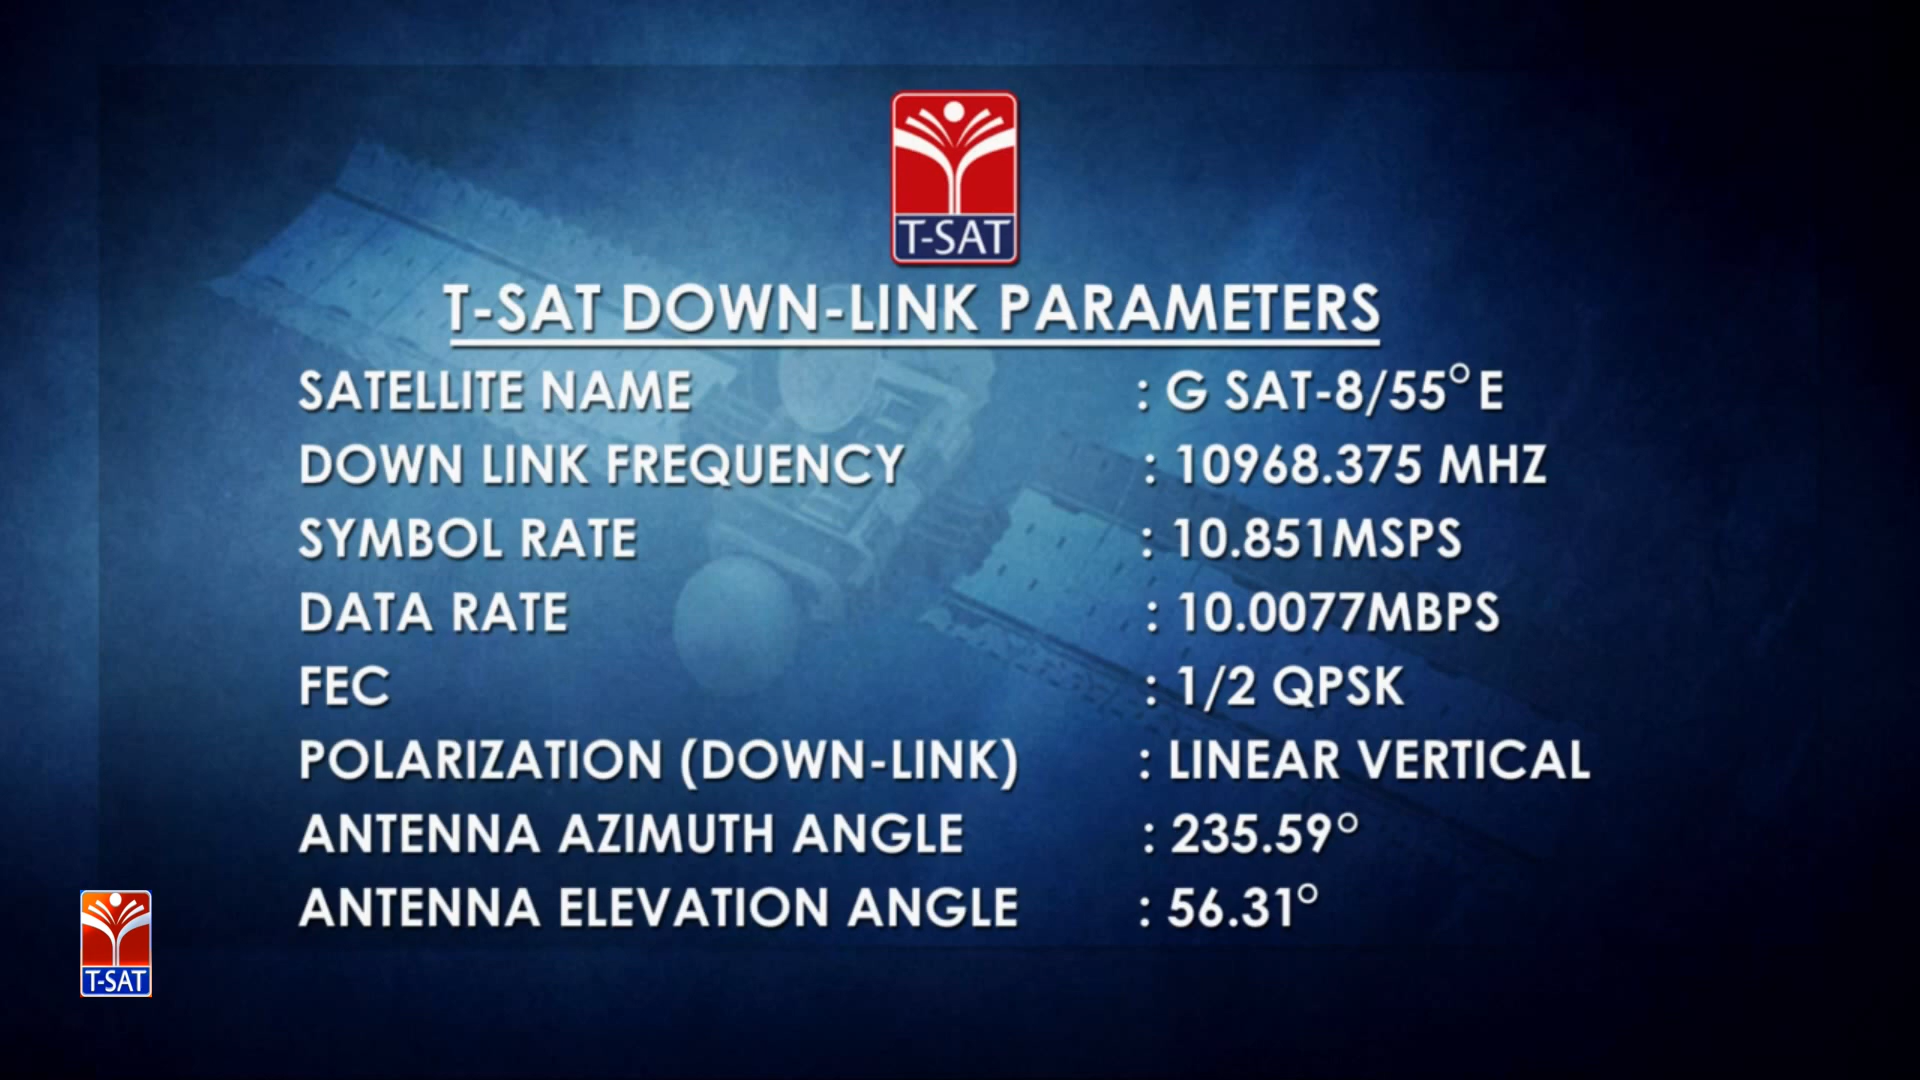 T-SAT
T-SAT DOWN-LINK PARAMETERS
SATELLITE NAME : G SAT-8/55° E
DOWN LINK FREQUENCY : 10968.375 MHZ
SYMBOL RATE : 10.851MSPS
DATA RATE : 10.0077MBPS
FEC : 1/2 QPSK
POLARIZATION (DOWN-LINK) : LINEAR VERTICAL
ANTENNA AZIMUTH ANGLE : 235.59°
ANTENNA ELEVATION ANGLE : 56.31°
T-SAT